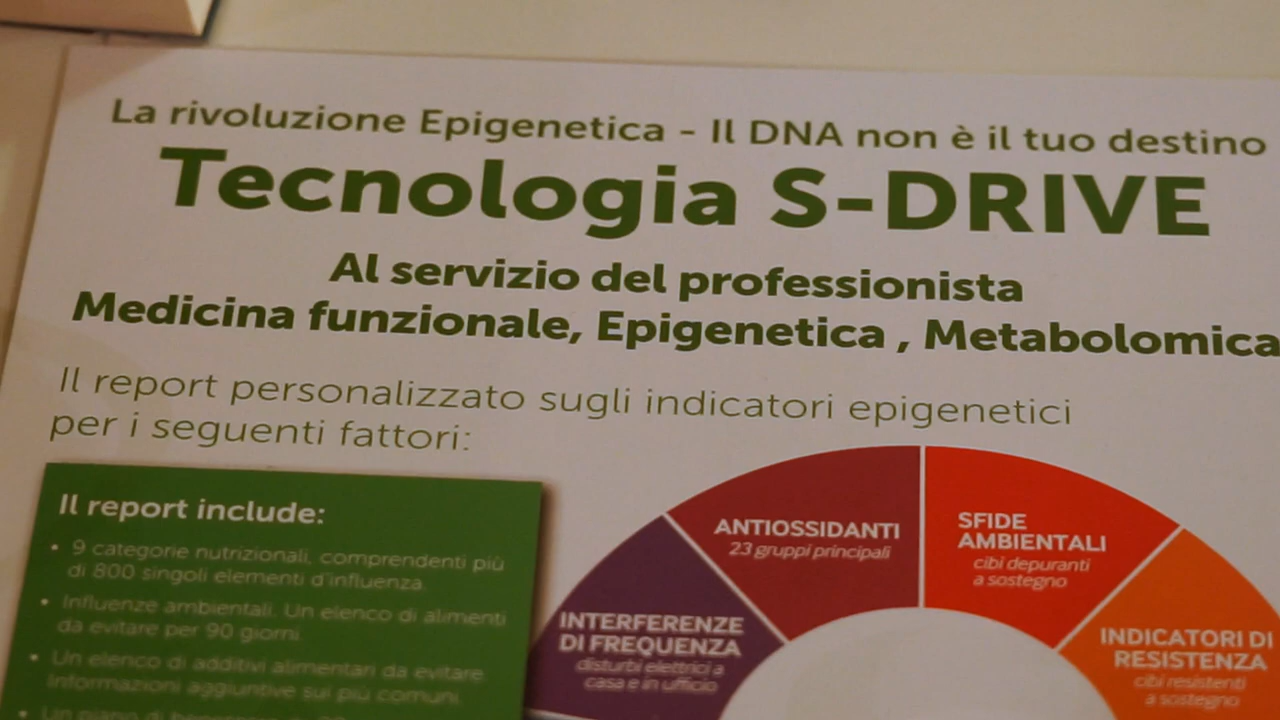 La rivoluzione Epigenetica - Il DNA non è il tuo destino
Tecnologia S-DRIVE
Al servizio del professionista
Medicina funzionale, Epigenetica , Metabolomica
Il report personalizzato sugli indicatori epigenetici
per i seguenti fattori:
Il report include:
• 9 categorie nutrizionali, comprendenti più
di 800 singoli elementi d'influenza.
• Influenze ambientali. Un elenco di alimenti
da evitare per 90 giorni.
• Un elenco di additivi alimentari da evitare.
Informazioni aggiuntive sui più comuni.
• Un piano di
INTERFERENZE
DI FREQUENZA
disturbi elettrici a
casa e in ufficio
ANTIOSSIDANTI
23 gruppi principali
SFIDE
AMBIENTALI
cibi depuranti
a sostegno
INDICATORI DI
RESISTENZA
cibi resistenti
a sostegno